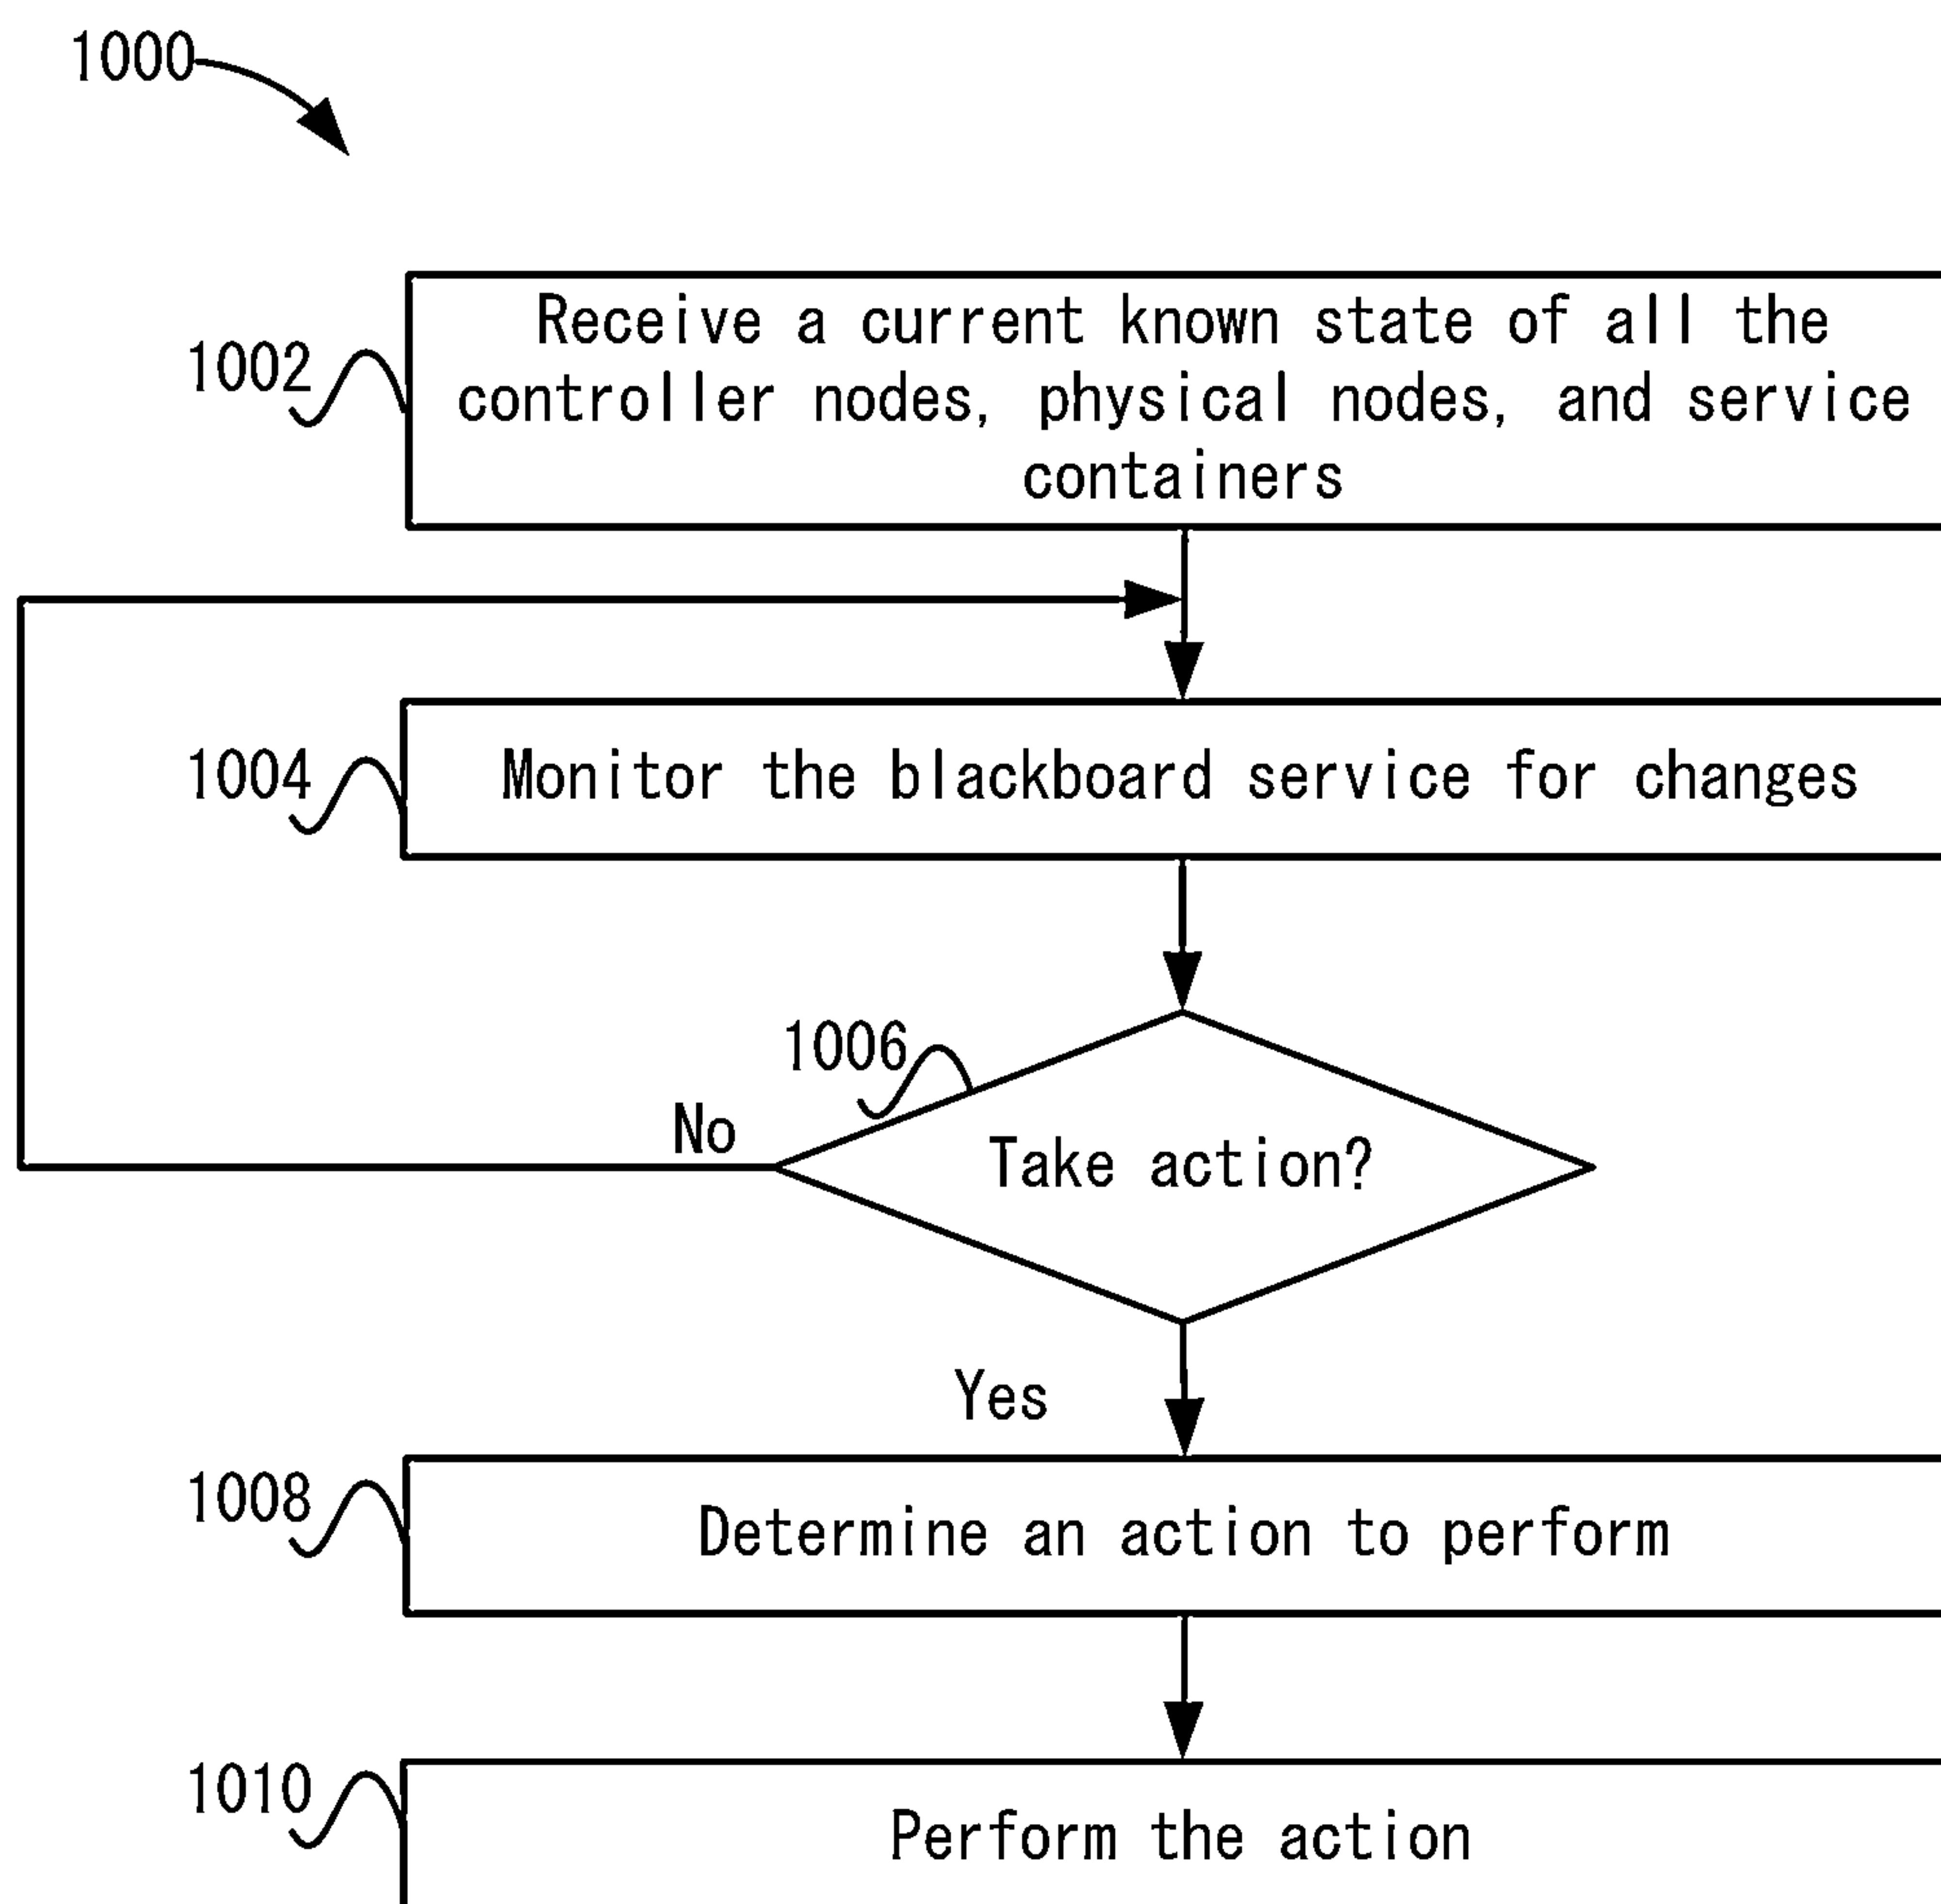 1000
1002
Receive a current known state of all the
controller nodes, physical nodes, and service
containers
1004
Monitor the blackboard service for changes
1006
No
Take action?
Yes
1008
Determine an action to perform
1010
Perform the action